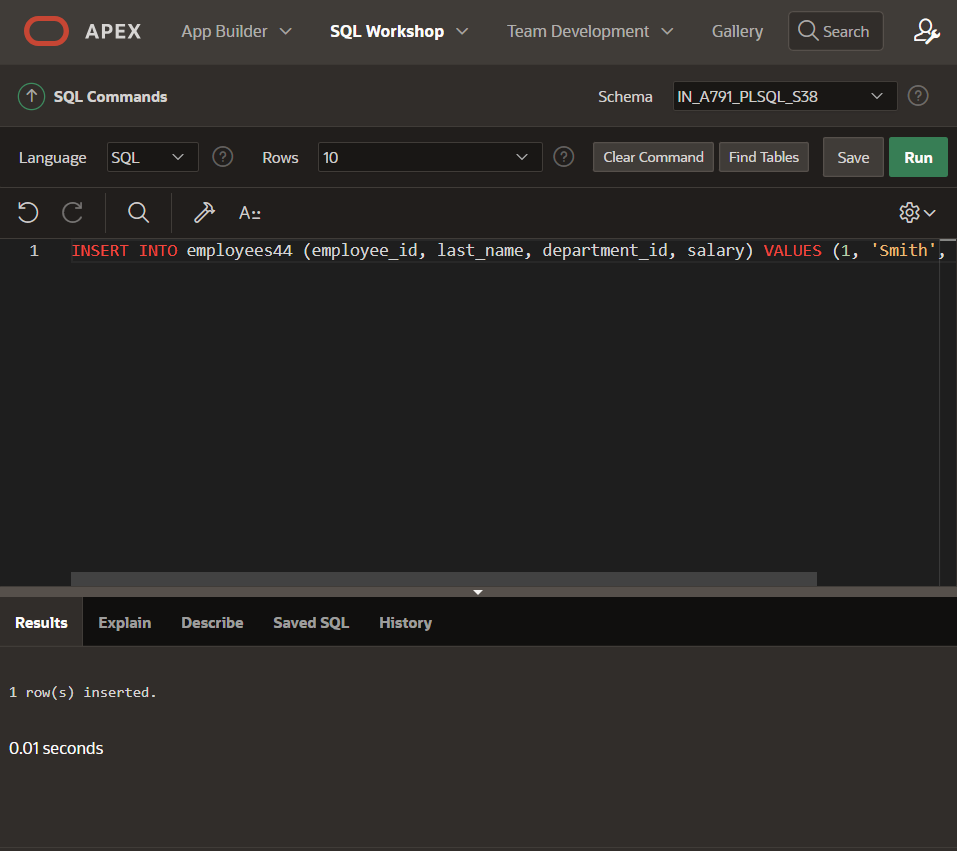 APEX App Builder SQL Workshop Team Development Gallery Search
SQL Commands Schema IN_A791_PLSQL_S38 ?
Language SQL ? Rows 10 ? Clear Command Find Tables Save Run
A::
1 INSERT INTO employees44 (employee_id, last_name, department_id, salary) VALUES (1, 'Smith',
Results Explain Describe Saved SQL History
1 row(s) inserted.
0.01 seconds